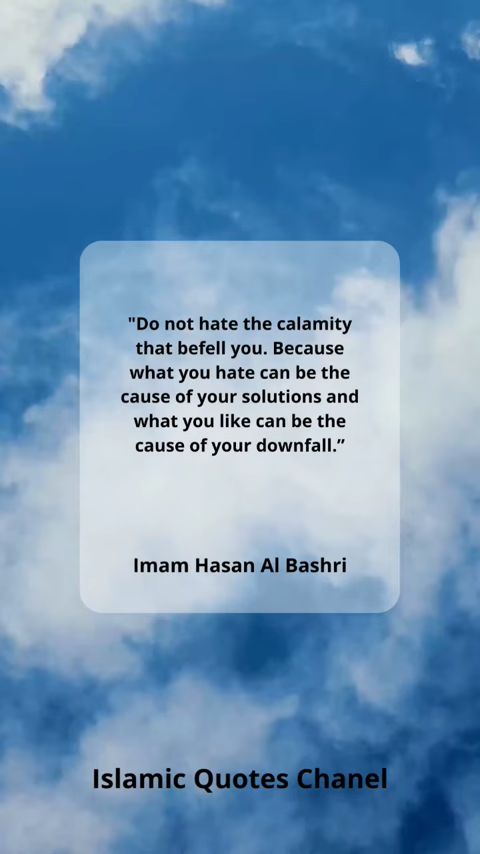 "Do not hate the calamity
that befell you. Because
what you hate can be the
cause of your solutions and
what you like can be the
cause of your downfall.”
Imam Hasan Al Bashri
Islamic Quotes Chanel